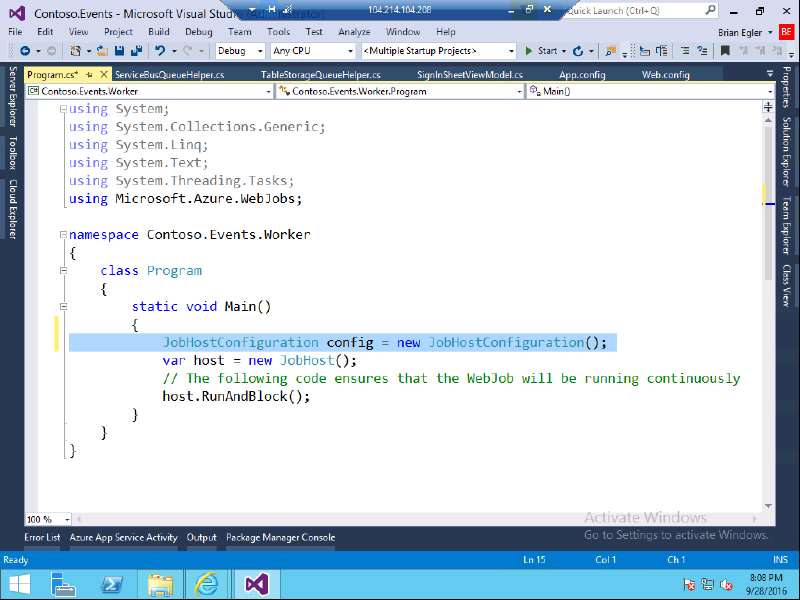 Contoso.Events - Microsoft Visual Studio
104.214.104.208
Quick Launch (Ctrl+Q)
File Edit View Project Build Debug Team Tools Test Analyze Window Help
Brian Egler
BE
Debug Any CPU <Multiple Startup Projects> Start
Program.cs* ServiceBusQueueHelper.cs TableStorageQueueHelper.cs SignInSheetViewModel.cs App.config Web.config
Contoso.Events.Worker Contoso.Events.Worker.Program Main()
Server Explorer
Toolbox
Cloud Explorer
Properties
Solution Explorer
Team Explorer
Class View
using System;
using System.Collections.Generic;
using System.Linq;
using System.Text;
using System.Threading.Tasks;
using Microsoft.Azure.WebJobs;
namespace Contoso.Events.Worker
{
class Program
{
static void Main()
{
JobHostConfiguration config = new JobHostConfiguration();
var host = new JobHost();
// The following code ensures that the WebJob will be running continuously
host.RunAndBlock();
}
}
}
100 %
Activate Windows
Go to Settings to activate Windows.
Error List Azure App Service Activity Output Package Manager Console
Ready Ln 15 Col 1 Ch 1 INS
8:08 PM
9/28/2016